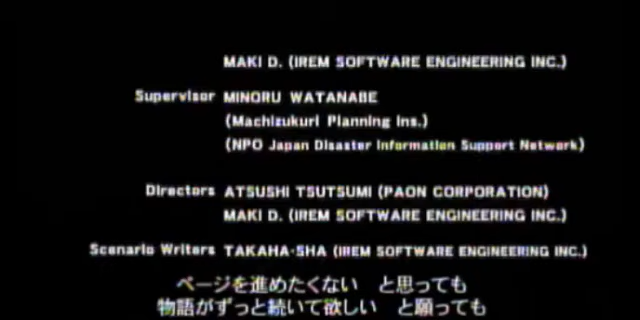 MAKI D. (IREM SOFTWARE ENGINEERING INC.)
Supervisor MINORU WATANABE
(Machizukuri Planning Ins.)
(NPO Japan Disaster Information Support Network)
Directors ATSUSHI TSUTSUMI (PAON CORPORATION)
MAKI D. (IREM SOFTWARE ENGINEERING INC.)
Scenario Writers TAKAHA-SHA (IREM SOFTWARE ENGINEERING INC.)
ページを進めたくない と思っても
物語がずっと続いて欲しい と願っても